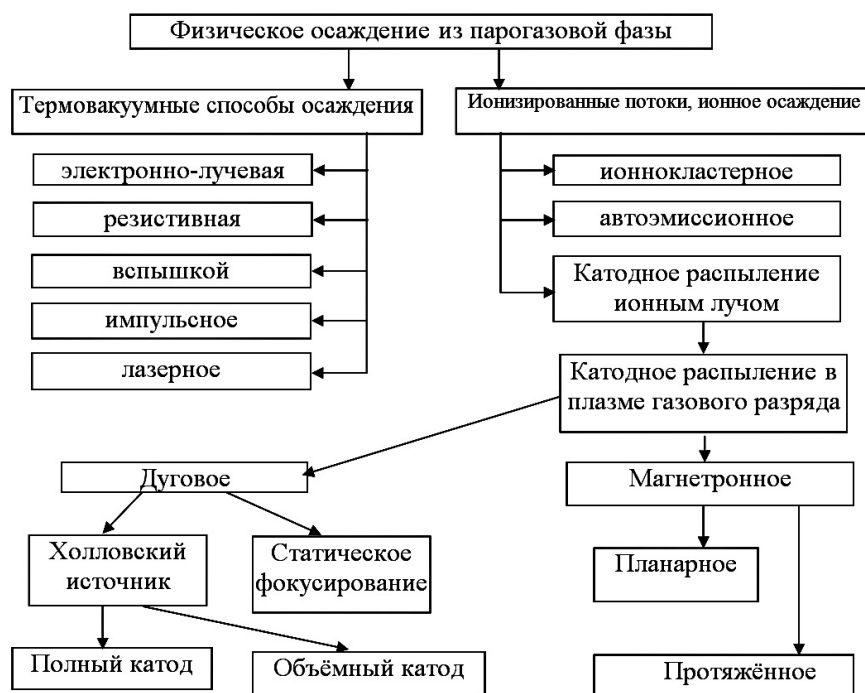 Физическое осаждение из парогазовой фазы
Термовакуумные способы осаждения
Ионизированные потоки, ионное осаждение
электронно-лучевая
ионнокластерное
резистивная
автоэмиссионное
вспышкой
Катодное распыление
ионным лучом
импульсное
лазерное
Катодное распыление в
плазме газового разряда
Дуговое
Магнетронное
Холловский
источник
Статическое
фокусирование
Планарное
Полный катод
Объёмный катод
Протяжённое